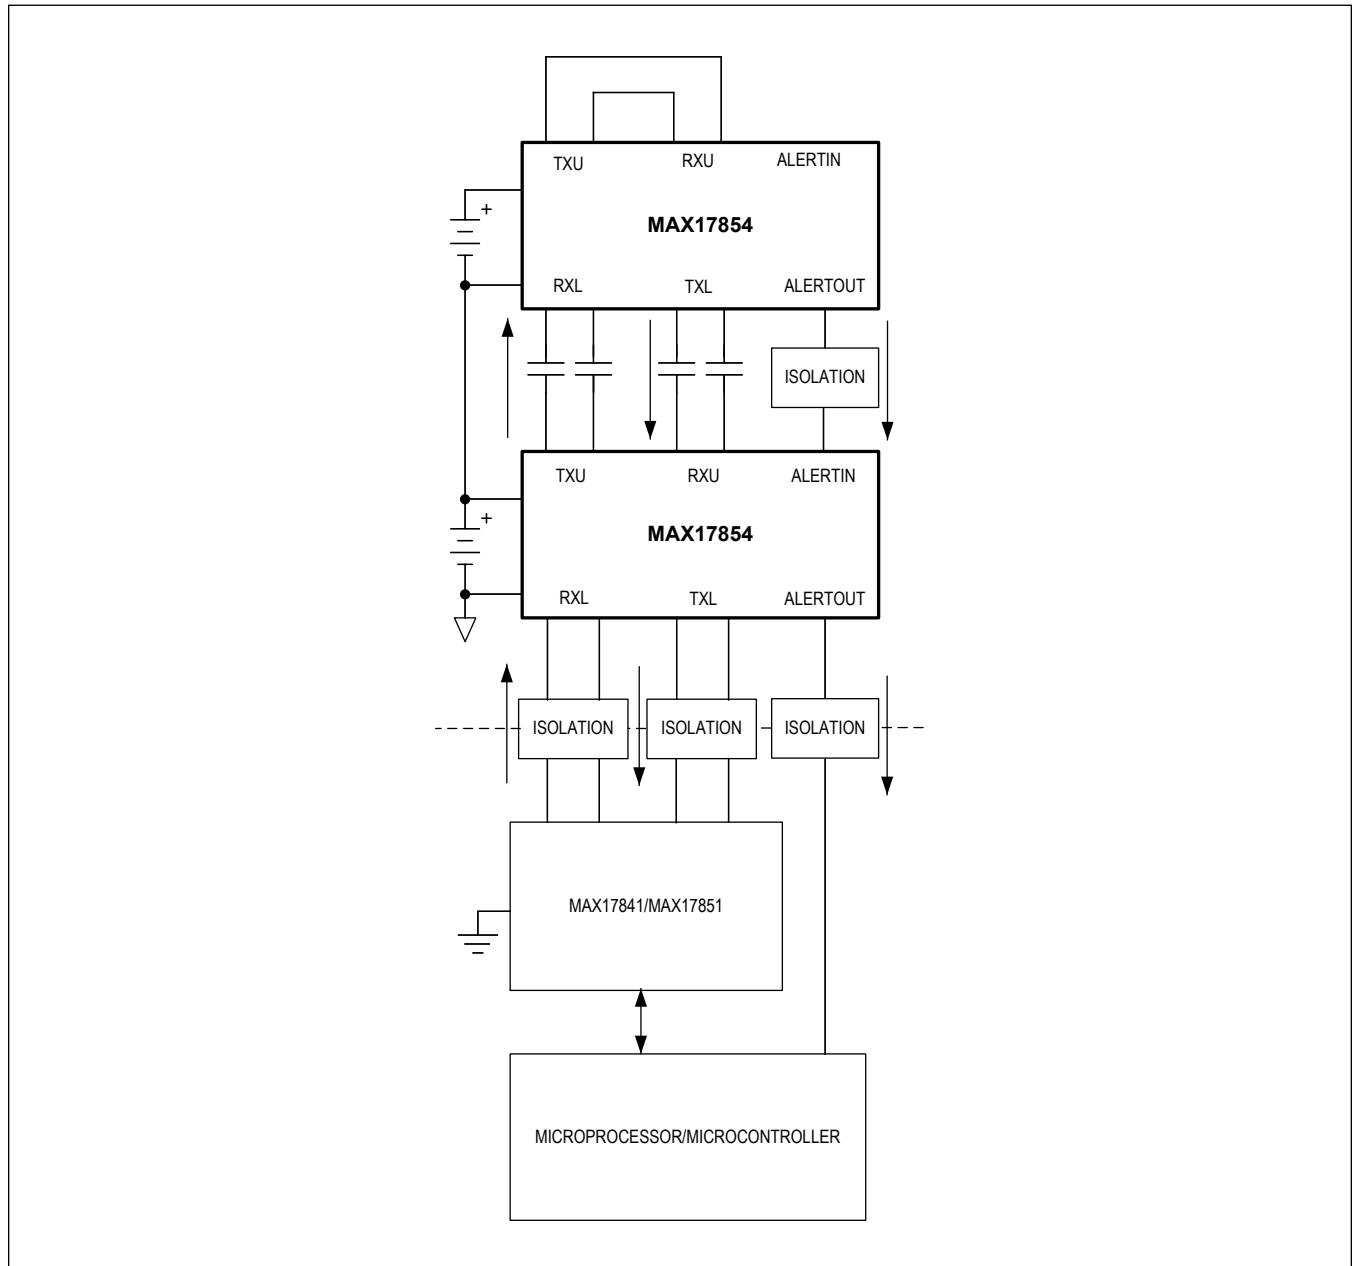 TXU RXU ALERTIN
+
MAX17854
RXL TXL ALERTOUT
ISOLATION
TXU RXU ALERTIN
+
MAX17854
RXL TXL ALERTOUT
ISOLATION ISOLATION ISOLATION
MAX17841/MAX17851
MICROPROCESSOR/MICROCONTROLLER